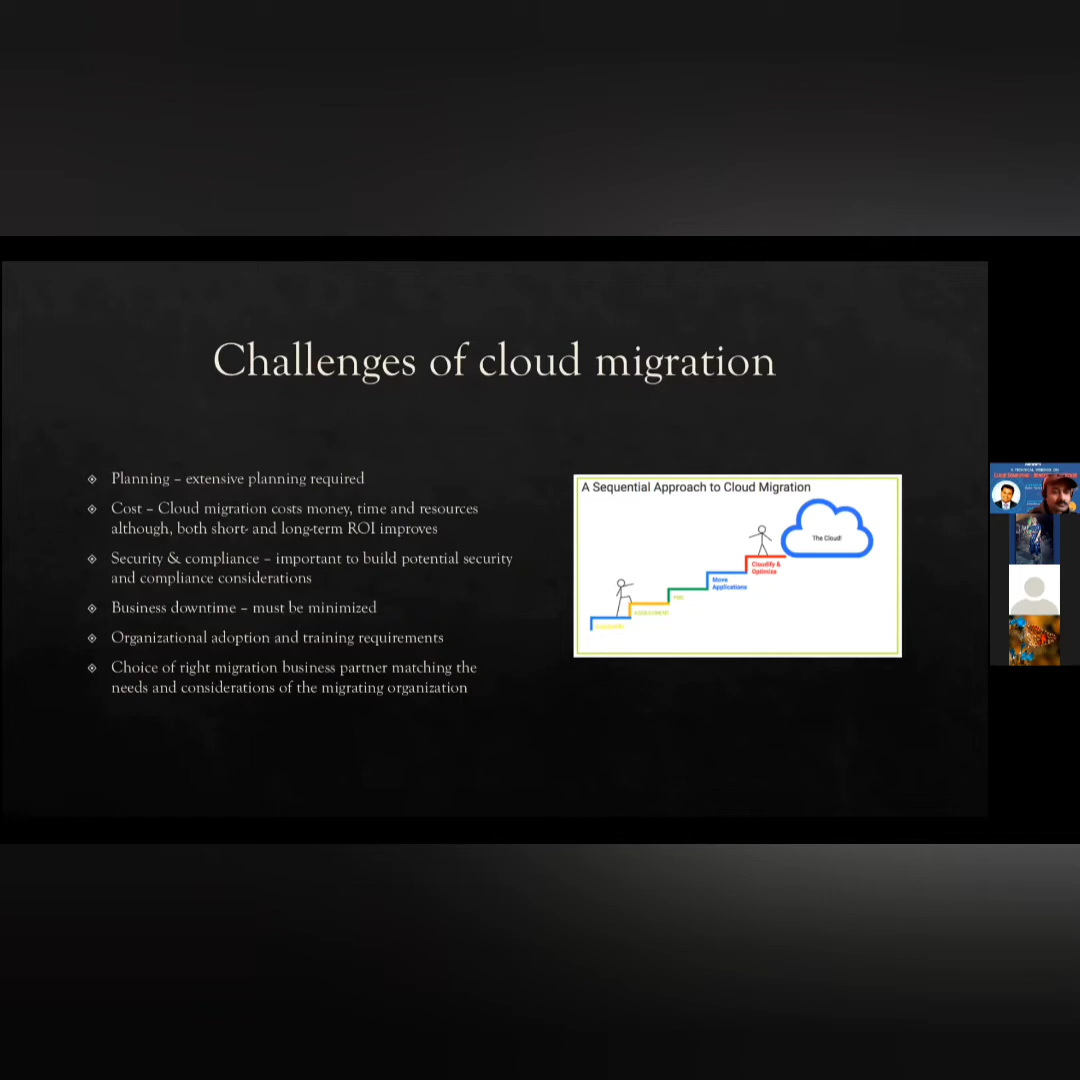 Challenges of cloud migration
Planning – extensive planning required
Cost – Cloud migration costs money, time and resources
although, both short- and long-term ROI improves
Security & compliance – important to build potential security
and compliance considerations
Business downtime – must be minimized
Organizational adoption and training requirements
Choice of right migration business partner matching the
needs and considerations of the migrating organization
A Sequential Approach to Cloud Migration
The Cloud!
Cloudify &
Optimize
Move
Applications
ASSESSMENT